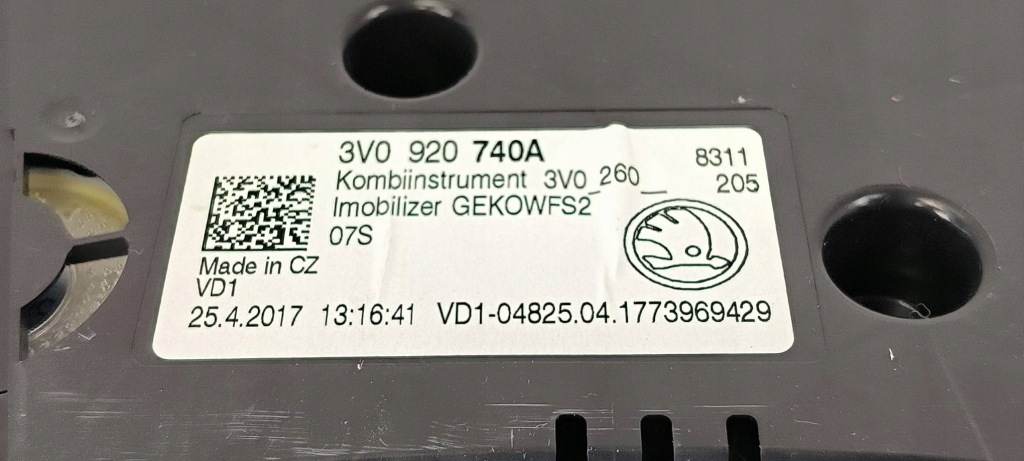 3V0 920 740A
8311
Kombiinstrument 3V0_260__
205
Imobilizer GEKOWFS2
07S
Made in CZ
VD1
25.4.2017 13:16:41 VD1-04825.04.1773969429